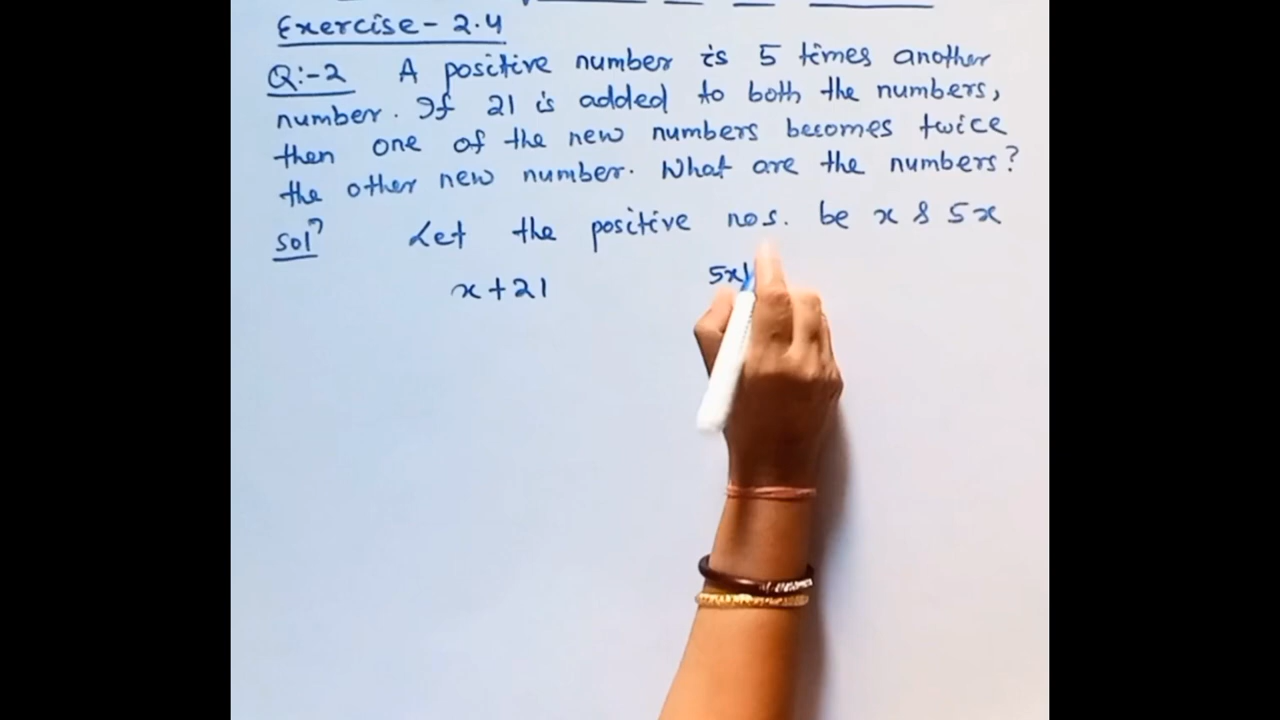 Exercise - 2.4
Q:-2 A positive number is 5 times another
number. If 21 is added to both the numbers,
then one of the new numbers becomes twice
the other new number. What are the numbers?
Solⁿ Let the positive nos. be x & 5x
x + 21 5x